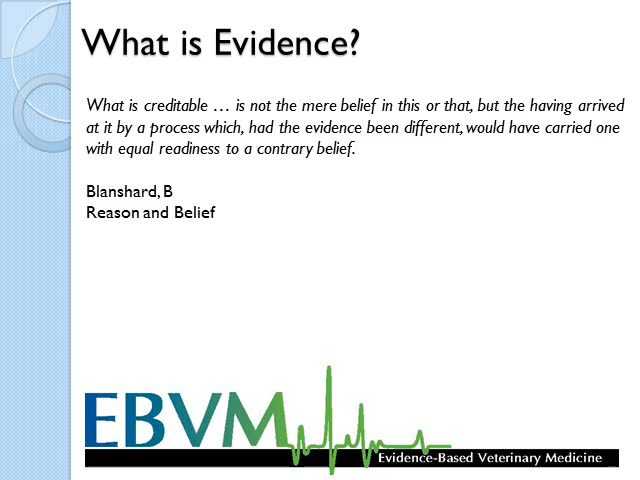 What is Evidence?
What is creditable … is not the mere belief in this or that, but the having arrived
at it by a process which, had the evidence been different, would have carried one
with equal readiness to a contrary belief.
Blanshard, B
Reason and Belief
EBVM
Evidence-Based Veterinary Medicine